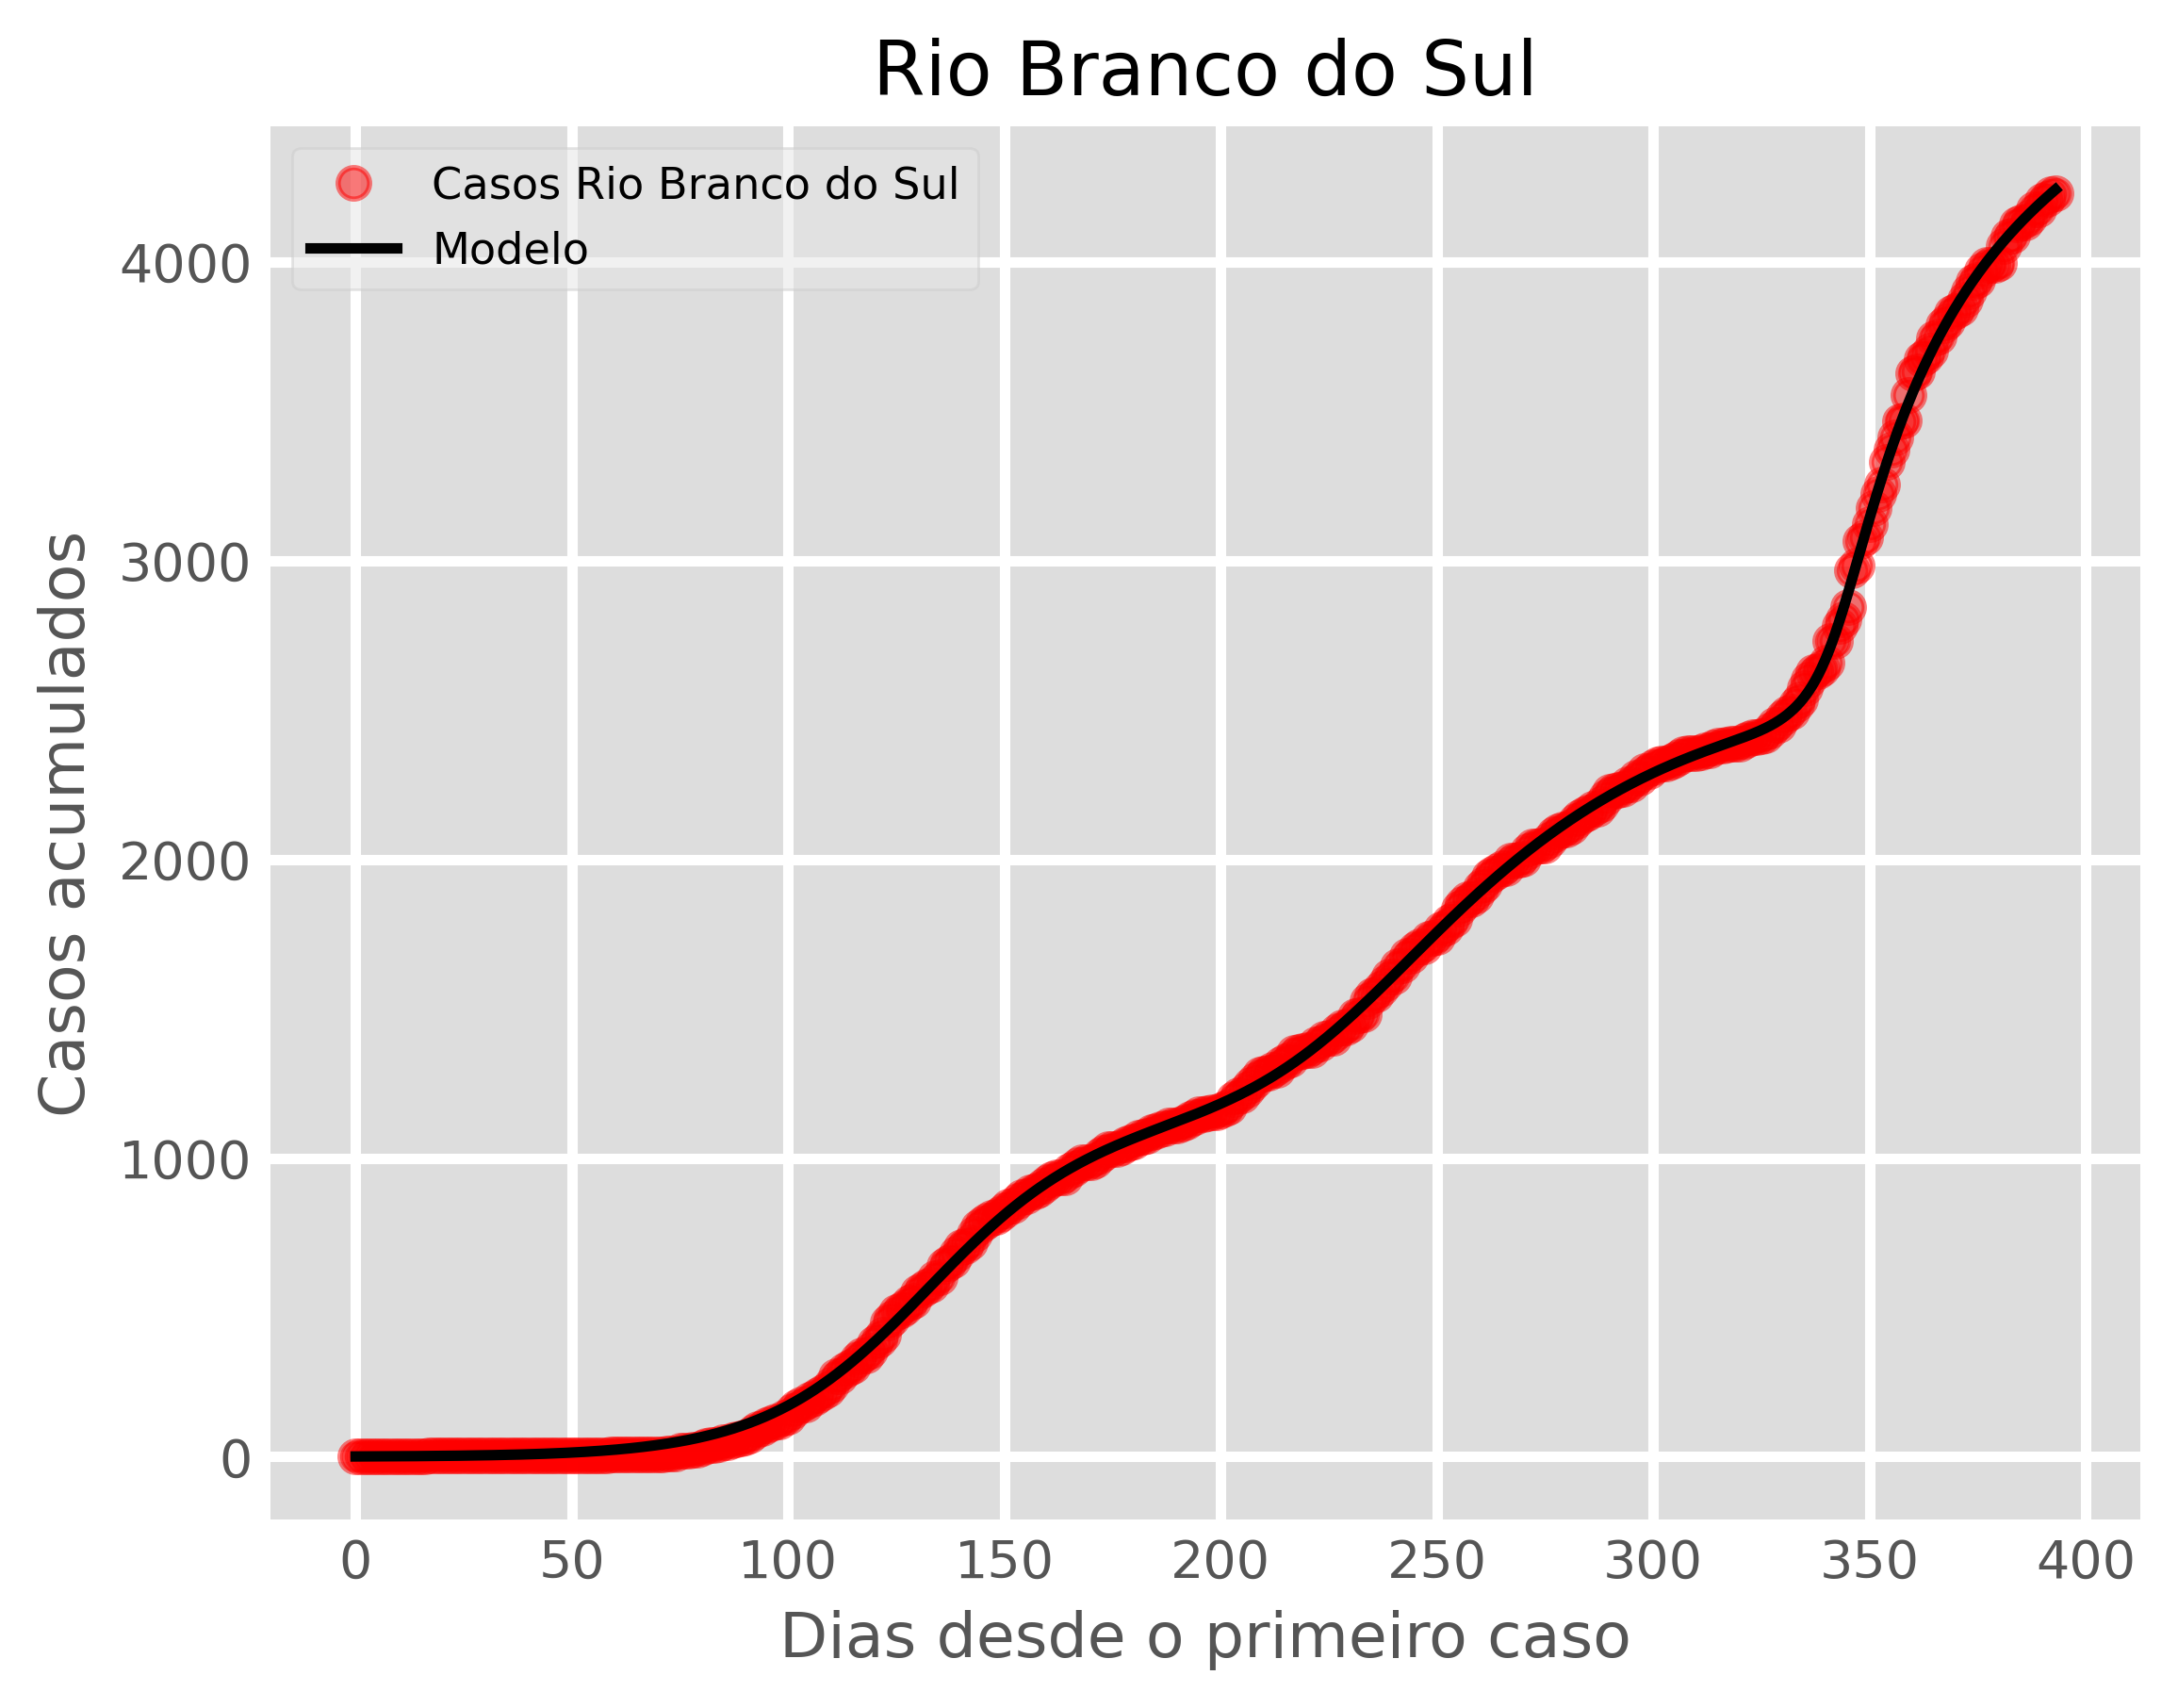 Rio Branco do Sul
Casos Rio Branco do Sul
Modelo
Casos acumulados
4000
3000
2000
1000
0
0 50 100 150 200 250 300 350 400
Dias desde o primeiro caso